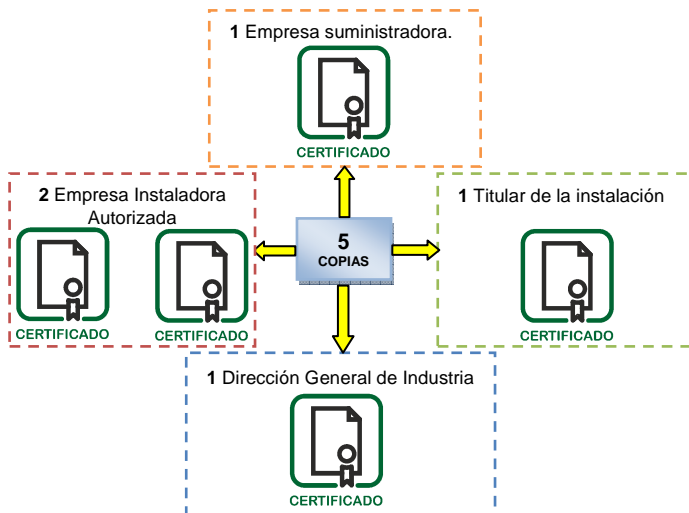 1 Empresa suministradora.
CERTIFICADO
2 Empresa Instaladora
Autorizada
CERTIFICADO
CERTIFICADO
5
COPIAS
1 Titular de la instalación
CERTIFICADO
1 Dirección General de Industria
CERTIFICADO